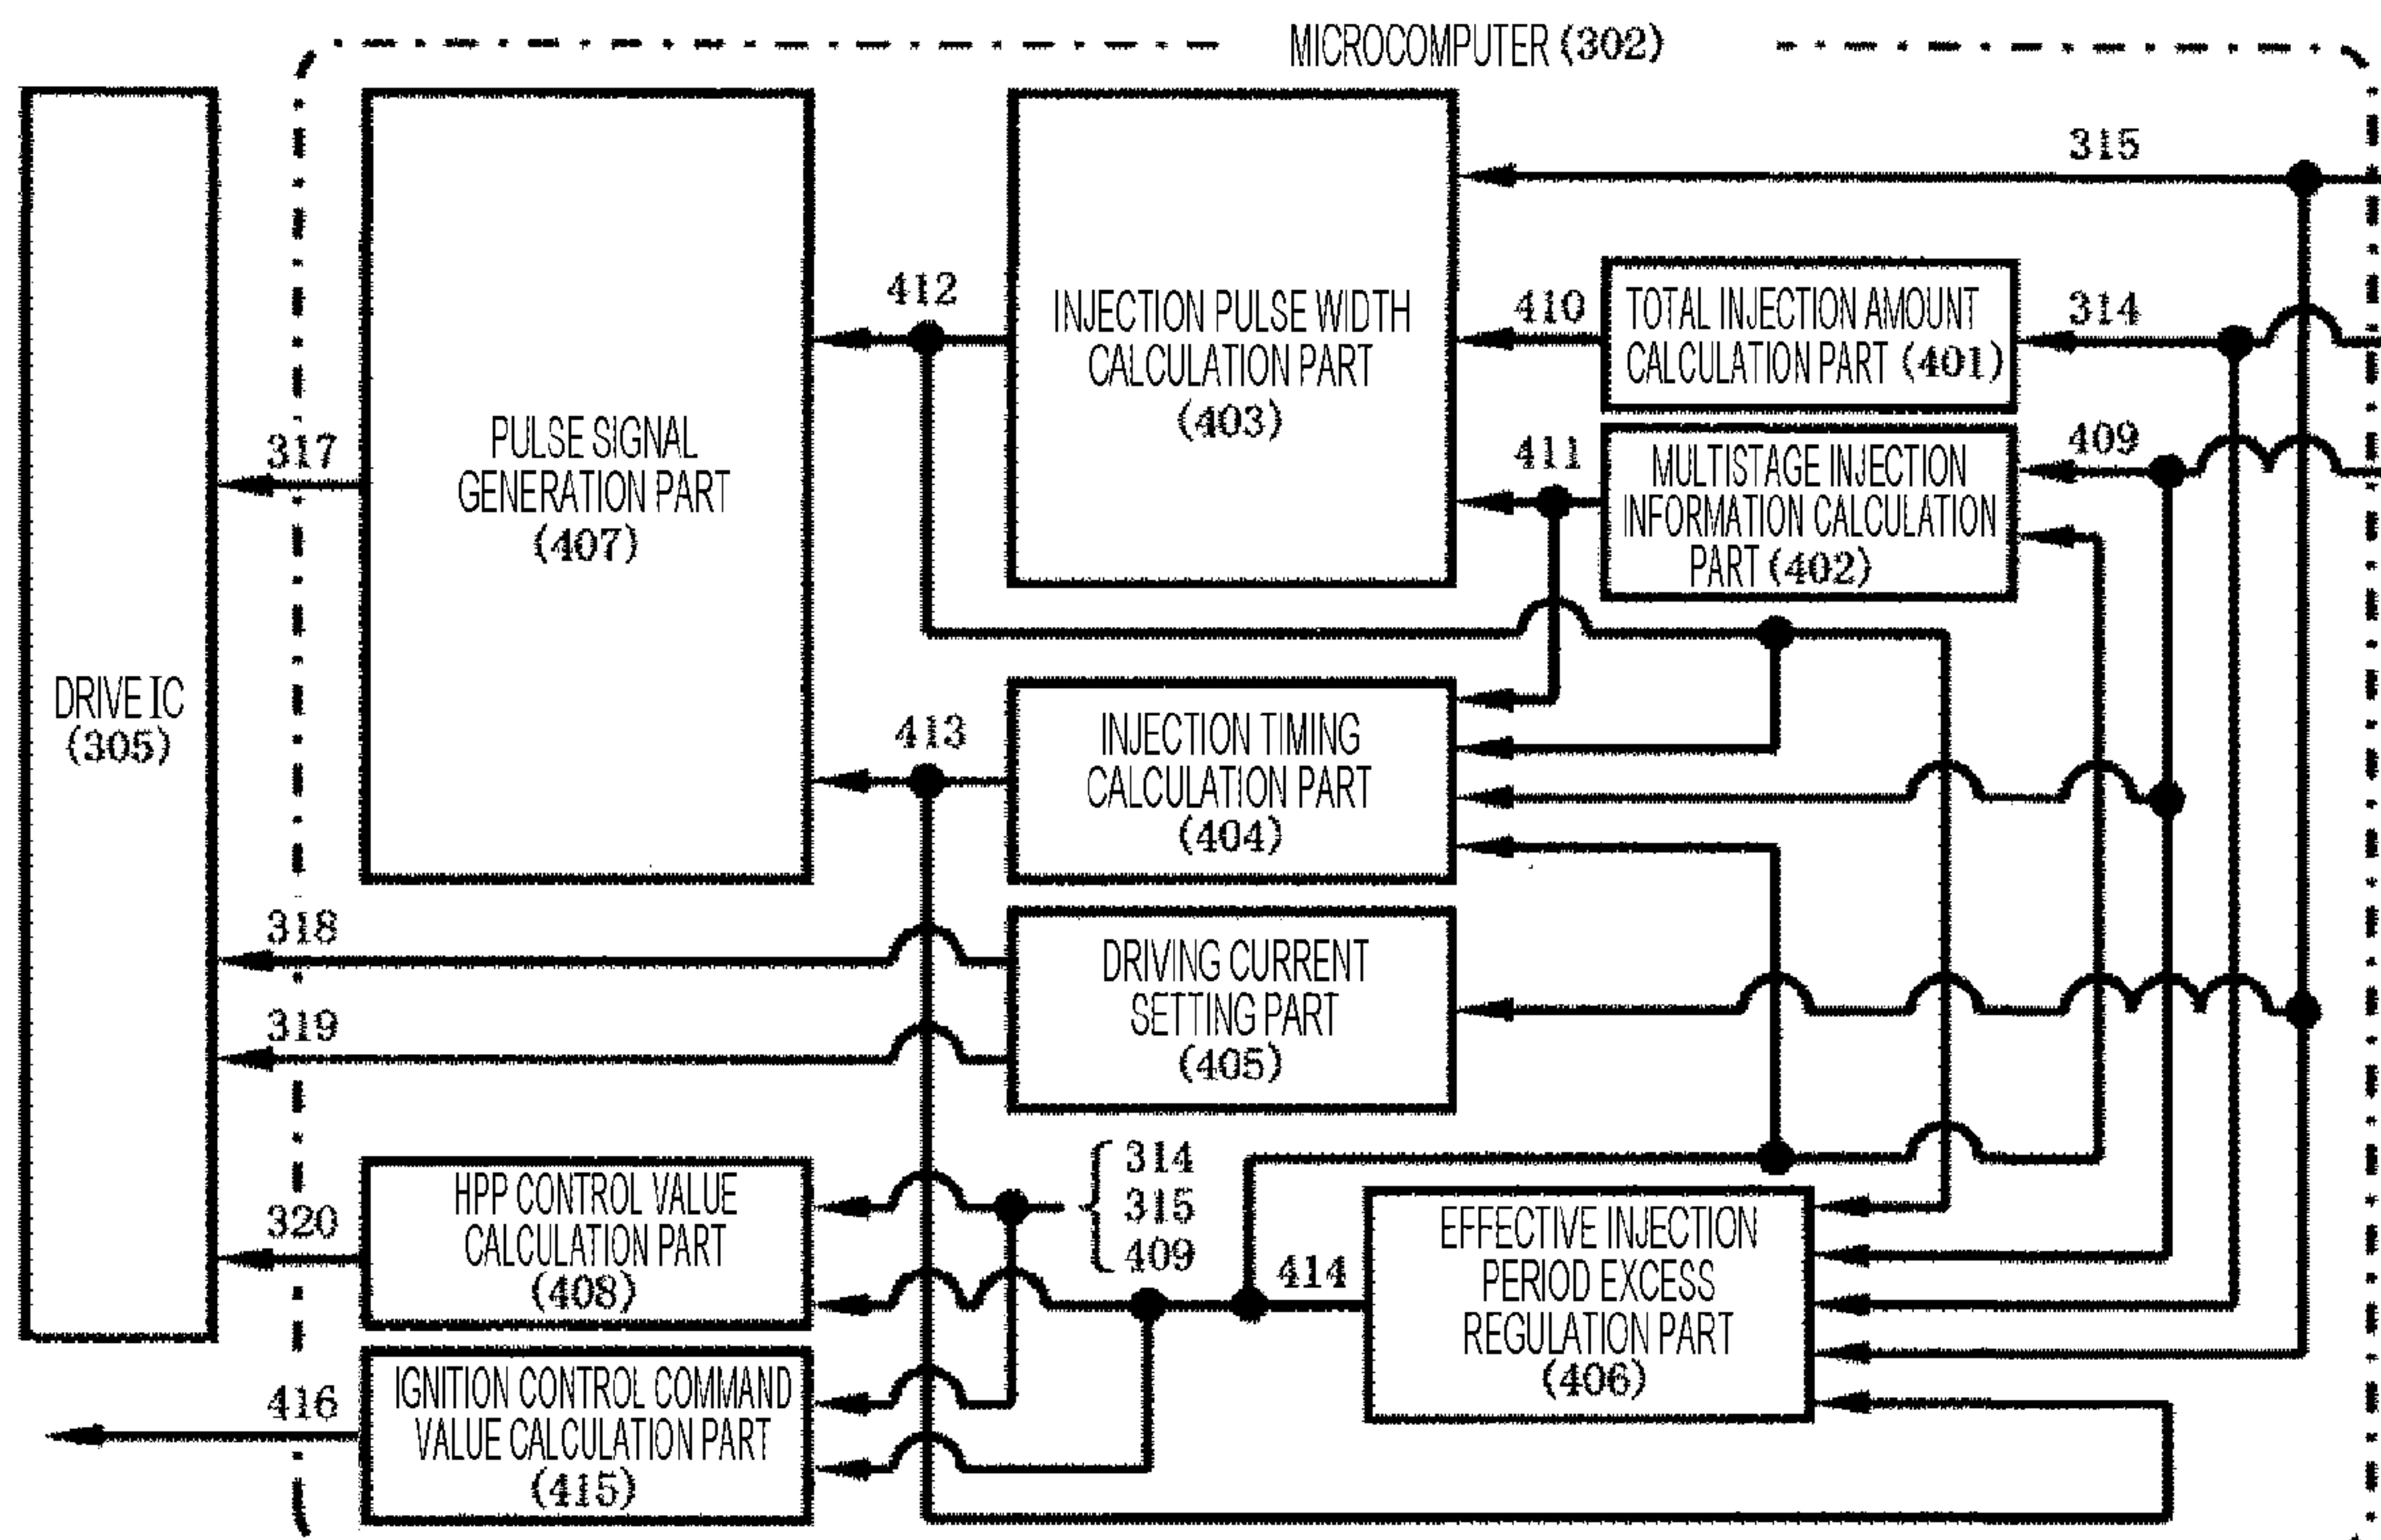 MICROCOMPUTER (302)
315
412
INJECTION PULSE WIDTH
CALCULATION PART
(403)
410
TOTAL INJECTION AMOUNT
CALCULATION PART (401)
314
317
PULSE SIGNAL
GENERATION PART
(407)
411
MULTISTAGE INJECTION
INFORMATION CALCULATION
PART (402)
409
DRIVE IC
(305)
413
INJECTION TIMING
CALCULATION PART
(404)
318
319
DRIVING CURRENT
SETTING PART
(405)
320
HPP CONTROL VALUE
CALCULATION PART
(408)
314
315
409
414
EFFECTIVE INJECTION
PERIOD EXCESS
REGULATION PART
(406)
416
IGNITION CONTROL COMMAND
VALUE CALCULATION PART
(415)